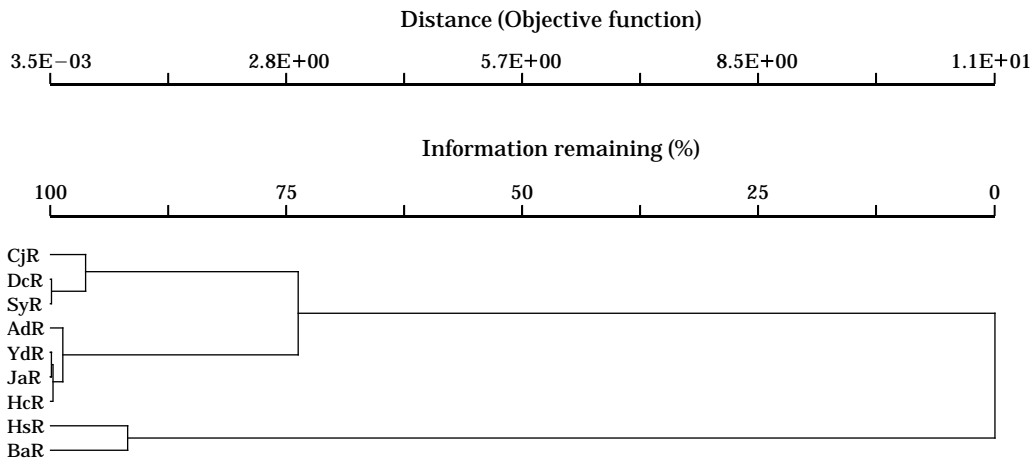 Distance (Objective function)
3.5E−03 2.8E+00 5.7E+00 8.5E+00 1.1E+01
Information remaining (%)
100 75 50 25 0
CjR
DcR
SyR
AdR
YdR
JaR
HcR
HsR
BaR